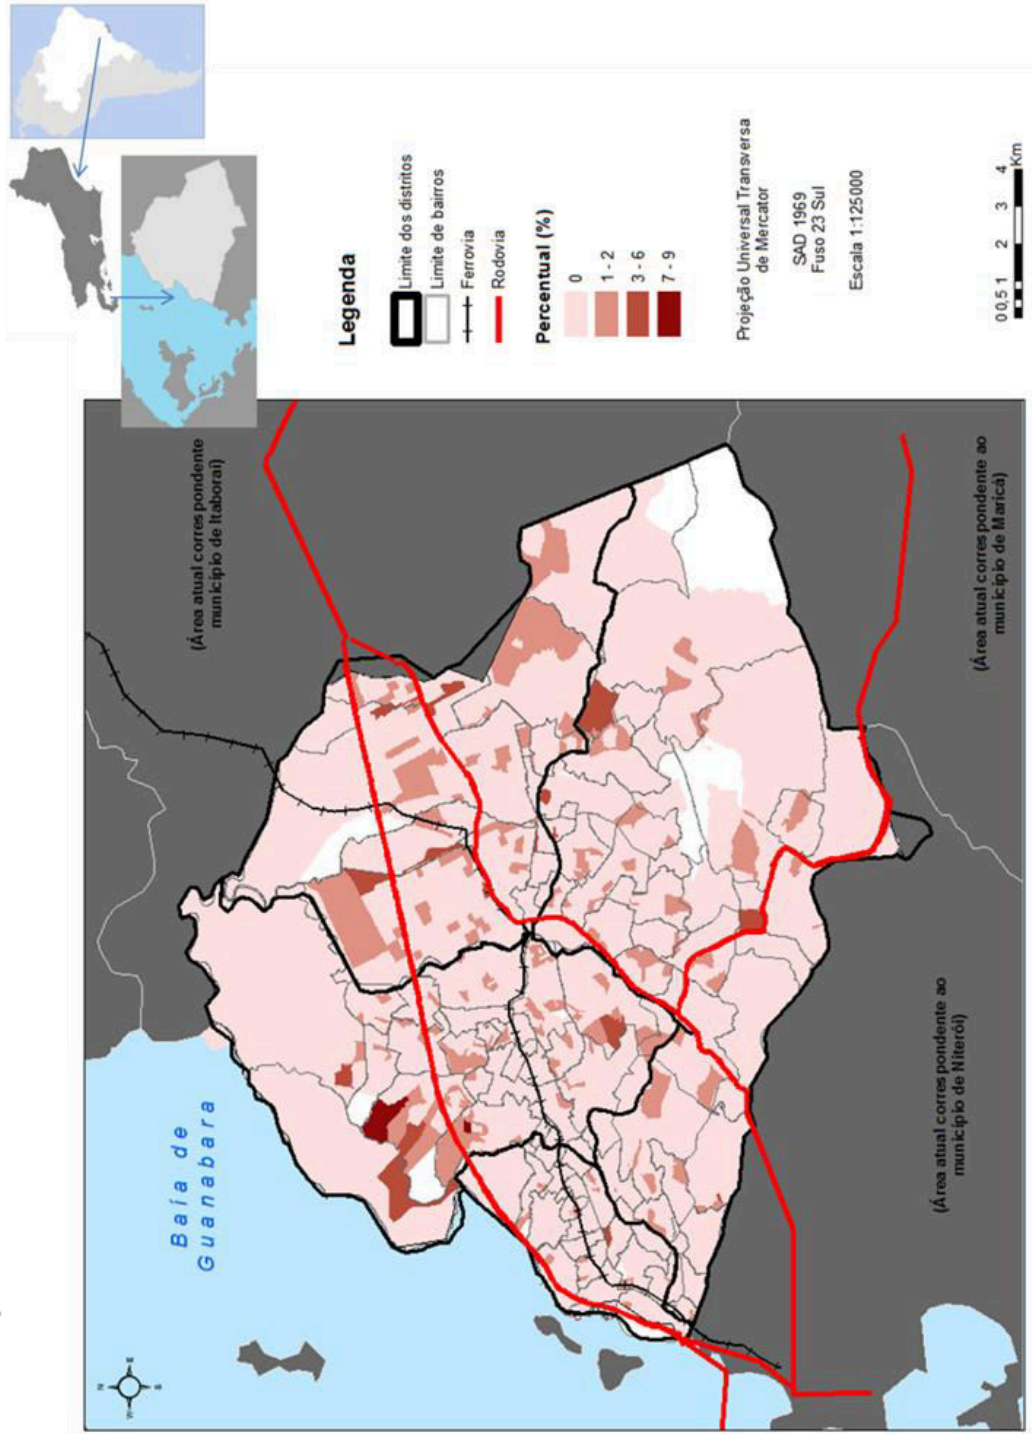 (Área atual correspondente
município de Itaboraí)
Baía de
Guanabara
N
W
E
S
(Área atual correspondente ao
município de Niterói)
(Área atual correspondente ao
município de Maricá)
Legenda
Limite dos distritos
Limite de bairros
Ferrovia
Rodovia
Percentual (%)
0
1 - 2
3 - 6
7 - 9
Projeção Universal Transversa
de Mercator
SAD 1969
Fuso 23 Sul
Escala 1:125000
0 0,5 1 2 3 4
Km